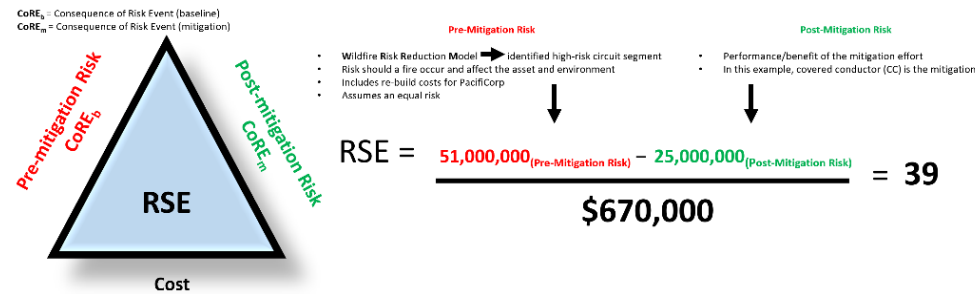 CoRE_b = Consequence of Risk Event (baseline)
CoRE_m = Consequence of Risk Event (mitigation)
Pre-mitigation Risk
CoRE_b
Post-mitigation Risk
CoRE_m
RSE
Cost
Pre-Mitigation Risk
• Wildfire Risk Reduction Model identified high-risk circuit segment
• Risk should a fire occur and affect the asset and environment
• Includes re-build costs for PacifiCorp
• Assumes an equal risk
Post-Mitigation Risk
• Performance/benefit of the mitigation effort
• In this example, covered conductor (CC) is the mitigation
RSE = 51,000,000(Pre-Mitigation Risk) – 25,000,000(Post-Mitigation Risk)
$670,000
= 39